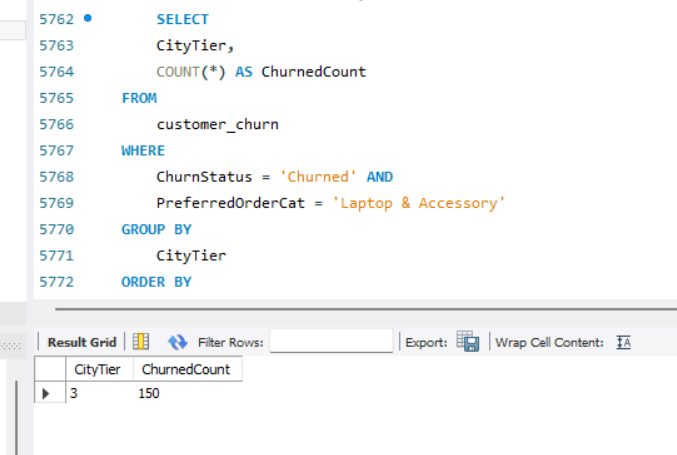 5762 SELECT
5763 CityTier,
5764 COUNT(*) AS ChurnedCount
5765 FROM
5766 customer_churn
5767 WHERE
5768 ChurnStatus = 'Churned' AND
5769 PreferredOrderCat = 'Laptop & Accessory'
5770 GROUP BY
5771 CityTier
5772 ORDER BY
Result Grid Filter Rows: Export: Wrap Cell Content: IA
CityTier ChurnedCount
3 150